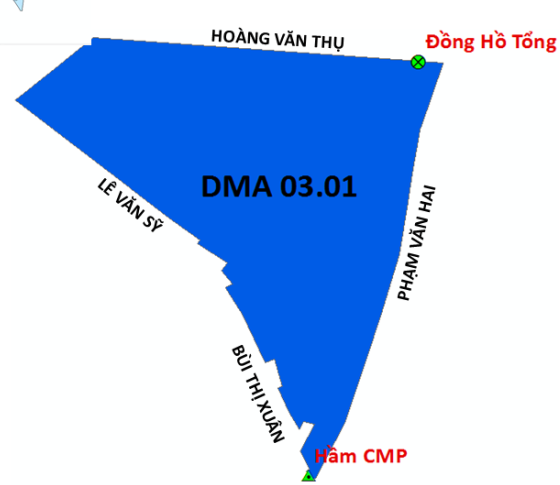 HOÀNG VĂN THỤ
Đồng Hồ Tổng
DMA 03.01
LÊ VĂN SỸ
PHẠM VĂN HAI
BÙI THỊ XUÂN
Hầm CMP